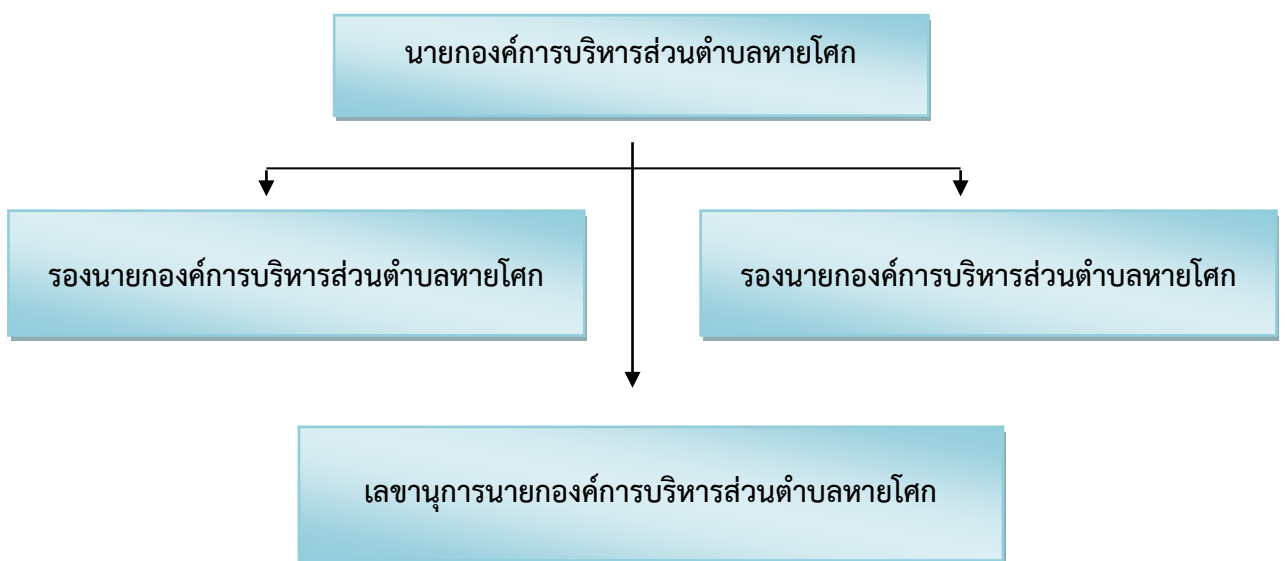 นายกองค์การบริหารส่วนตำบลหายโศก
รองนายกองค์การบริหารส่วนตำบลหายโศก
รองนายกองค์การบริหารส่วนตำบลหายโศก
เลขานุการนายกองค์การบริหารส่วนตำบลหายโศก